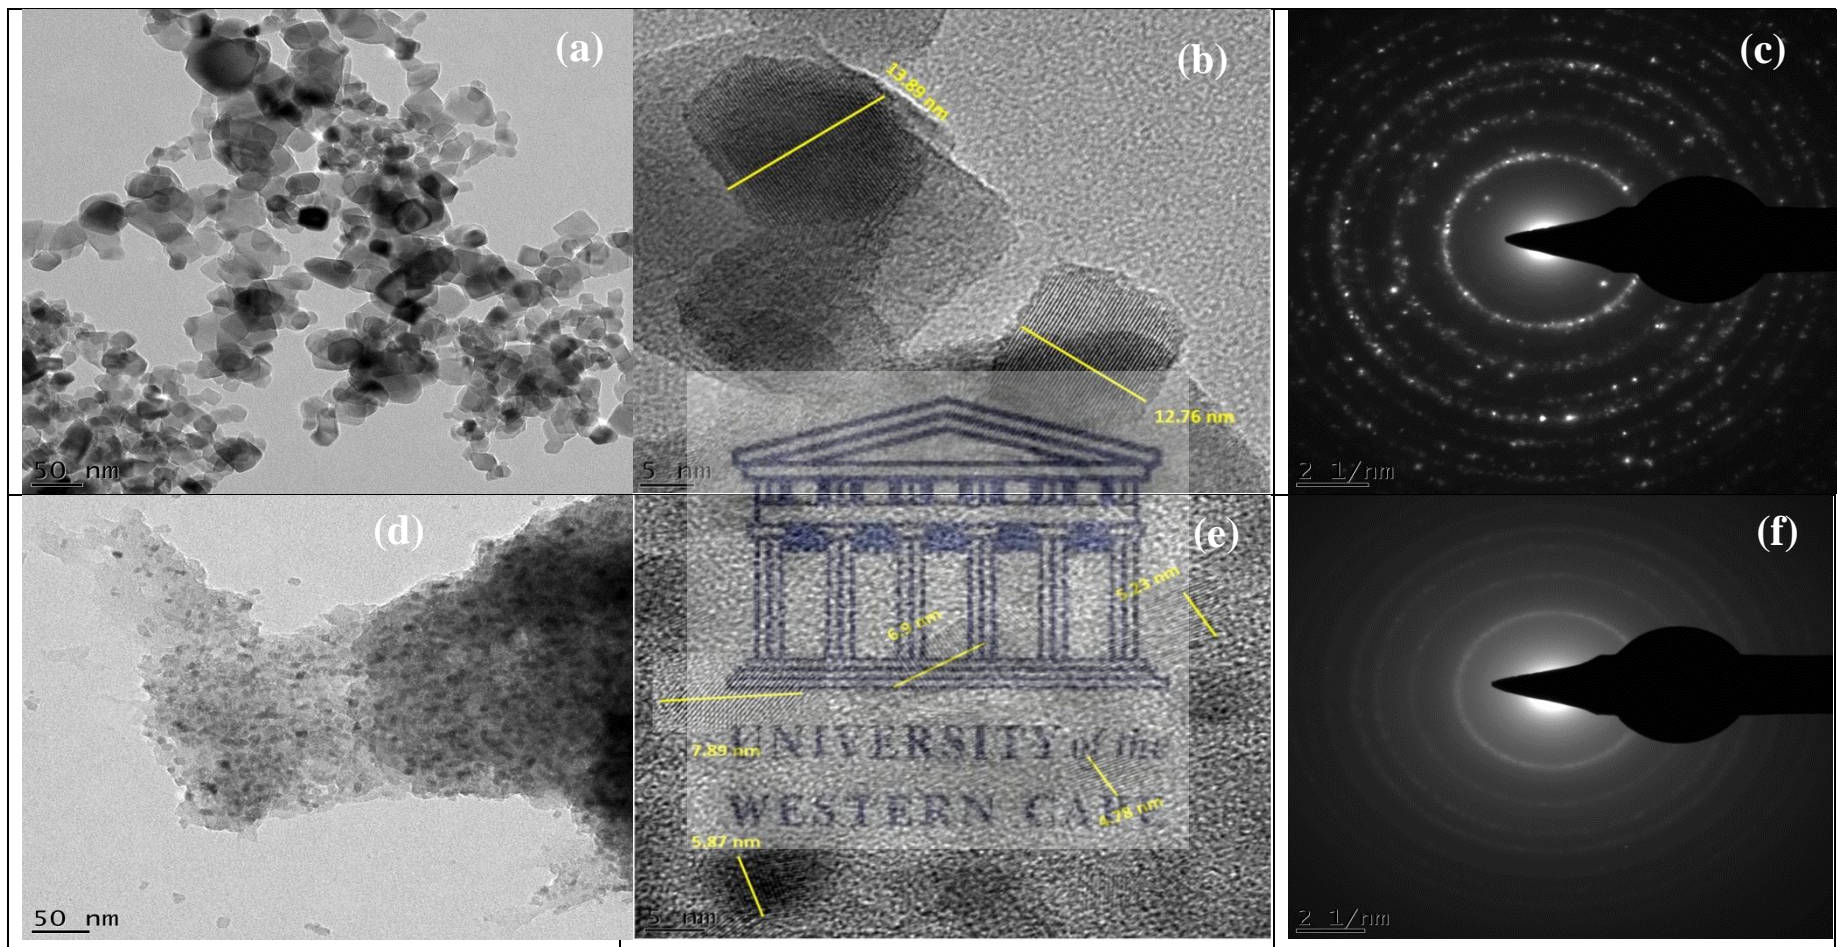 (a)
(b)
(c)
13.89 nm
12.76 nm
50 nm
5 nm
2 1/nm
(d)
(e)
(f)
5.23 nm
6.9 nm
7.89 nm
UNIVERSITY of the
WESTERN CAPE
4.78 nm
5.87 nm
50 nm
5 nm
2 1/nm